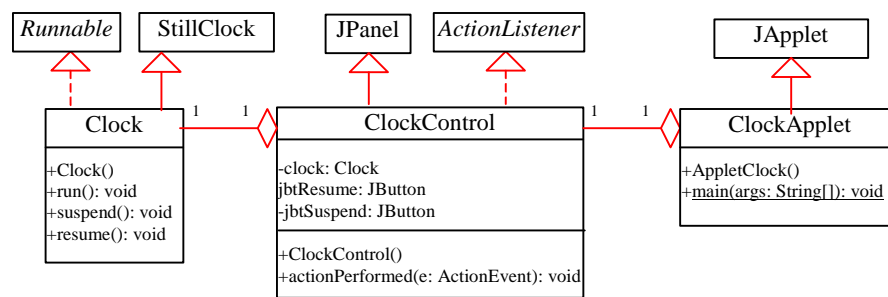 Runnable
StillClock
JPanel
ActionListener
JApplet
Clock
+Clock()
+run(): void
+suspend(): void
+resume(): void
1
1
ClockControl
-clock: Clock
jbtResume: JButton
-jbtSuspend: JButton
+ClockControl()
+actionPerformed(e: ActionEvent): void
1
1
ClockApplet
+AppletClock()
+main(args: String[]): void